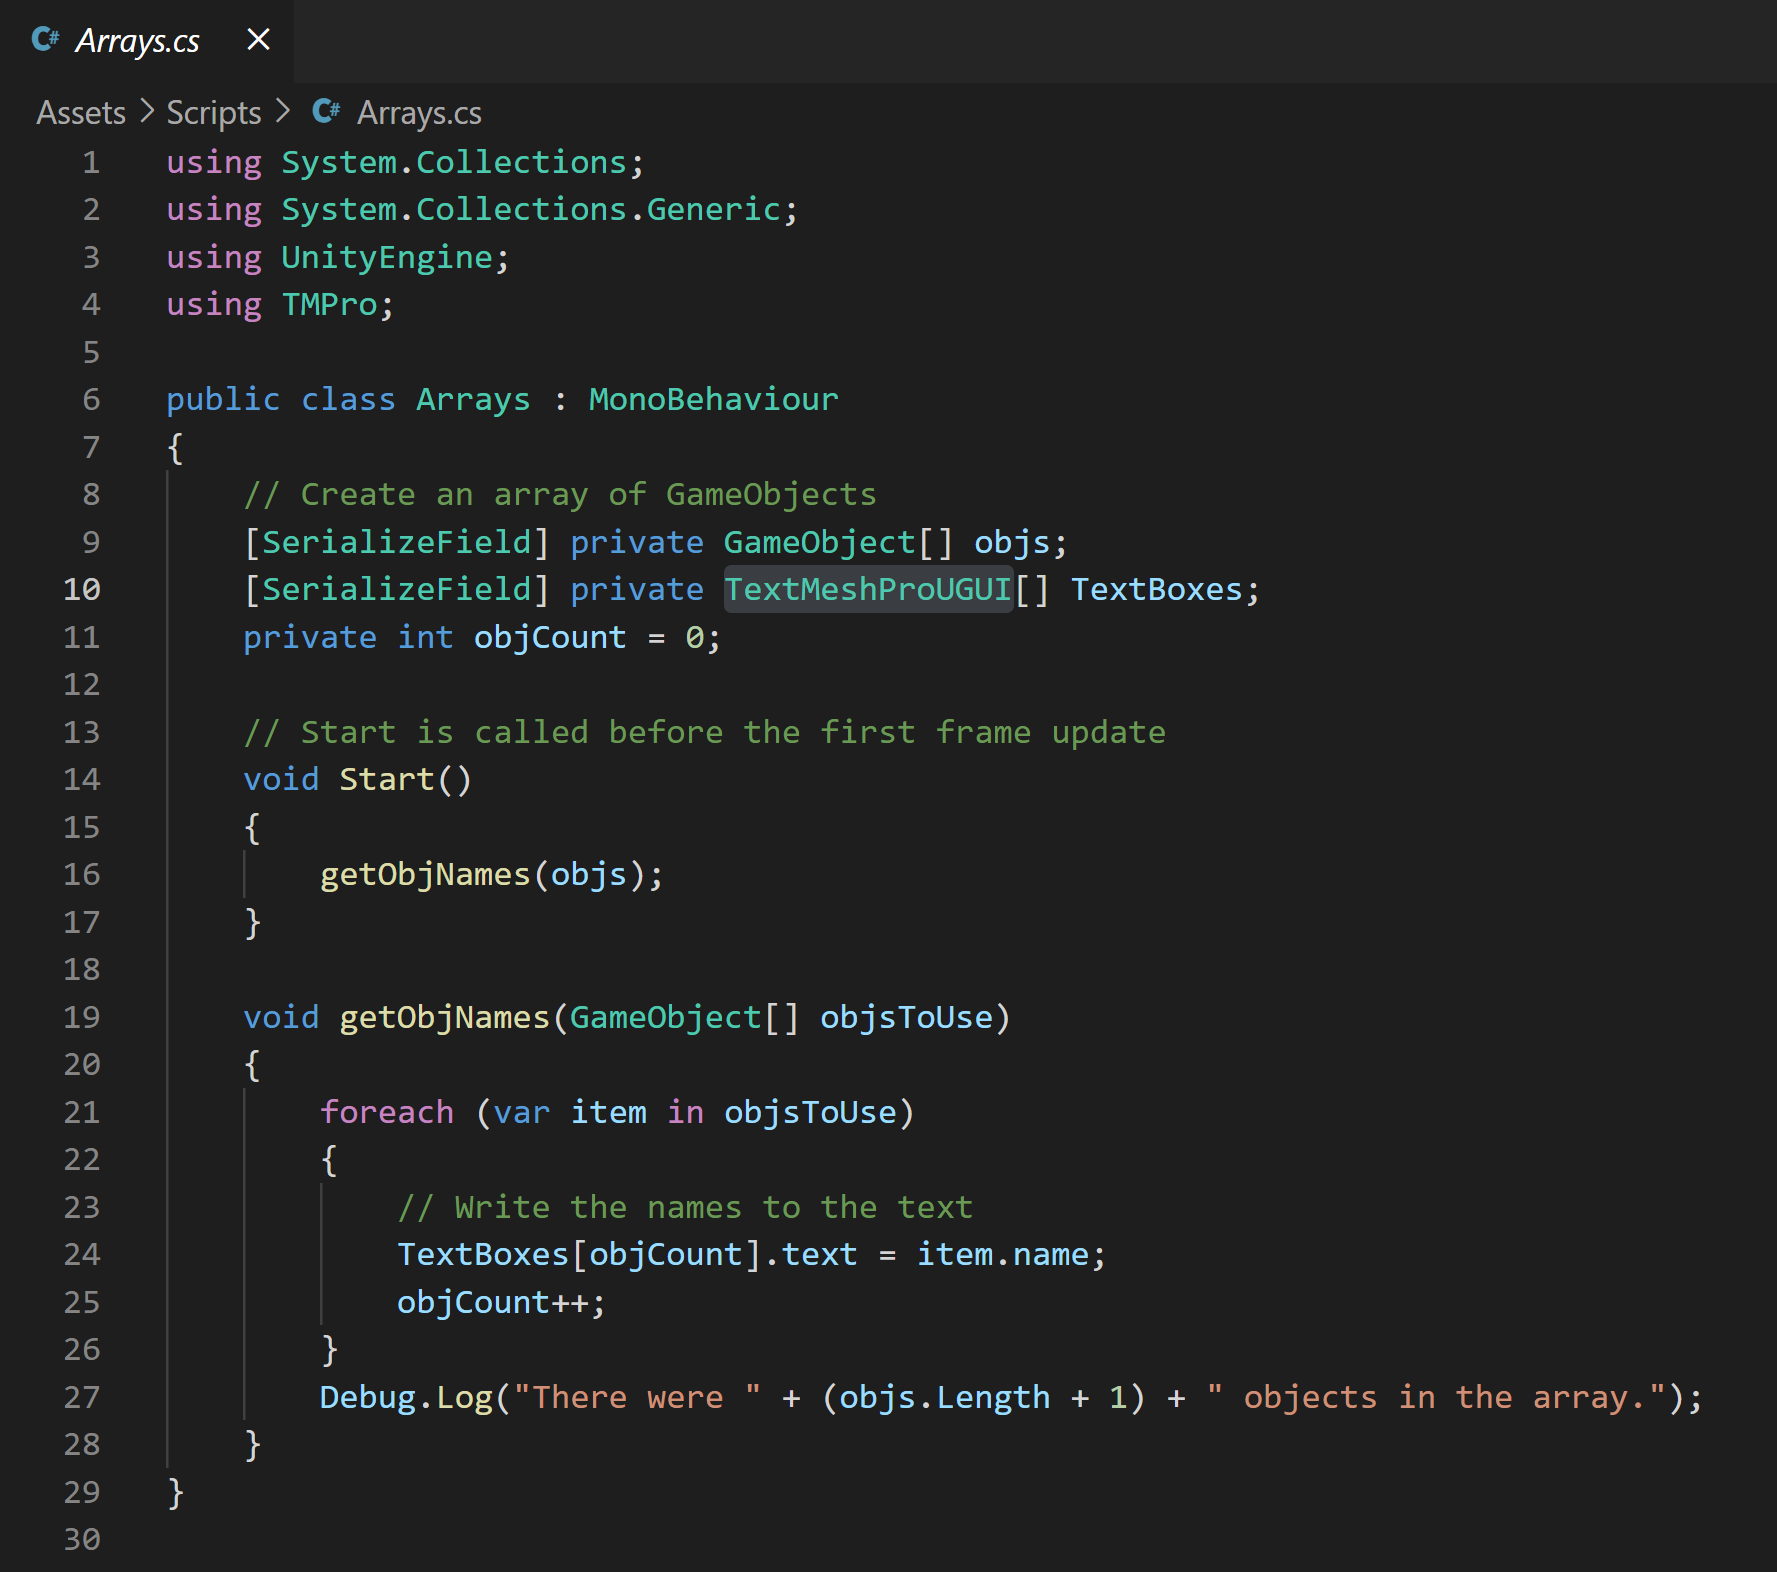 C# Arrays.cs ×
Assets > Scripts > C# Arrays.cs
1 using System.Collections;
2 using System.Collections.Generic;
3 using UnityEngine;
4 using TMPro;
5
6 public class Arrays : MonoBehaviour
7 {
8     // Create an array of GameObjects
9     [SerializeField] private GameObject[] objs;
10     [SerializeField] private TextMeshProUGUI[] TextBoxes;
11     private int objCount = 0;
12
13     // Start is called before the first frame update
14     void Start()
15     {
16         getObjNames(objs);
17     }
18
19     void getObjNames(GameObject[] objsToUse)
20     {
21         foreach (var item in objsToUse)
22         {
23             // Write the names to the text
24             TextBoxes[objCount].text = item.name;
25             objCount++;
26         }
27         Debug.Log("There were " + (objs.Length + 1) + " objects in the array.");
28     }
29 }
30